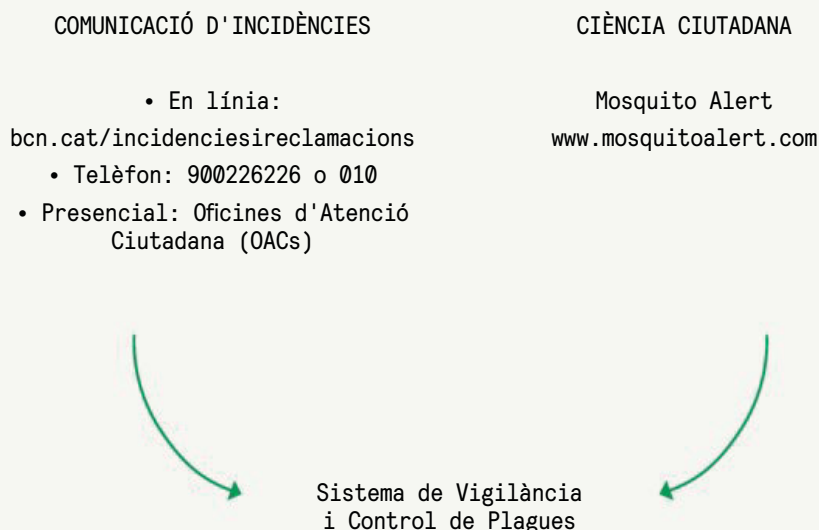 COMUNICACIÓ D'INCIDÈNCIES
• En línia:
bcn.cat/incidenciesireclamacions
• Telèfon: 900226226 o 010
• Presencial: Oficines d'Atenció
Ciutadana (OACs)
CIÈNCIA CIUTADANA
Mosquito Alert
www.mosquitoalert.com
Sistema de Vigilància
i Control de Plagues